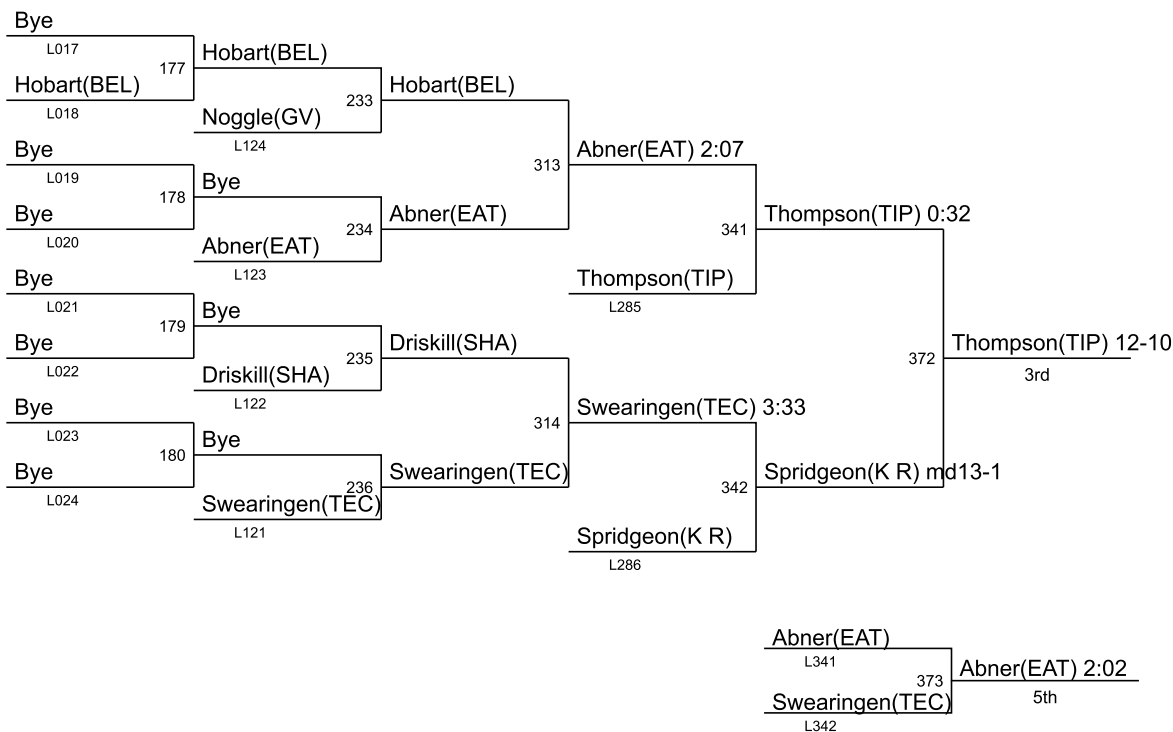 Bye
L017
177
Hobart(BEL)
Hobart(BEL)
L018
233
Hobart(BEL)
Noggle(GV)
L124
Bye
L019
313
Abner(EAT) 2:07
178
Bye
Bye
L020
234
Abner(EAT)
341
Thompson(TIP) 0:32
Abner(EAT)
L123
Bye
L021
Thompson(TIP)
L285
179
Bye
Bye
L022
235
Driskill(SHA)
372
Thompson(TIP) 12-10
3rd
Driskill(SHA)
L122
Bye
L023
314
Swearingen(TEC) 3:33
180
Bye
Bye
L024
236
Swearingen(TEC)
342
Spridgeon(K R) md13-1
Swearingen(TEC)
L121
Spridgeon(K R)
L286
Abner(EAT)
L341
373
Abner(EAT) 2:02
5th
Swearingen(TEC)
L342